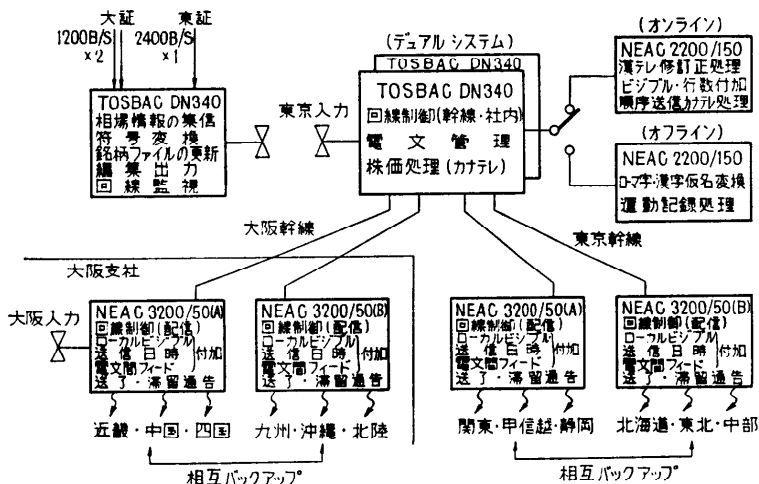 大証
東証
1200B/S
×2
2400B/S
×1
TOSBAC DN340
相場情報の集信
符号変換
銘柄ファイルの更新
編集出力
回線監視
東京入力
(デュアルシステム)
TOSBAC DN340
TOSBAC DN340
回線制御(幹線・社内)
電文管理
株価処理(カナテレ)
(オンライン)
NEAC 2200/150
漢テレ修訂正処理
ビジブル・行数付加
順序送信カナテレ処理
(オフライン)
NEAC 2200/150
ローマ字・漢字仮名変換
運動記録処理
大阪幹線
東京幹線
大阪支社
大阪入力
NEAC 3200/50(A)
回線制御(配信)
ローカルビジブル
送信日時
電文間フィード
付加
送了・滞留通告
近畿・中国・四国
NEAC 3200/50(B)
回線制御(配信)
ローカルビジブル
送信日時
電文間フィード
付加
送了・滞留通告
九州・沖縄・北陸
相互バックアップ
NEAC 3200/50(A)
回線制御(配信)
ローカルビジブル
送信日時
電文間フィード
付加
送了・滞留通告
関東・甲信越・静岡
NEAC 3200/50(B)
回線制御(配信)
ローカルビジブル
送信日時
電文間フィード
付加
送了・滞留通告
北海道・東北・中部
相互バックアップ